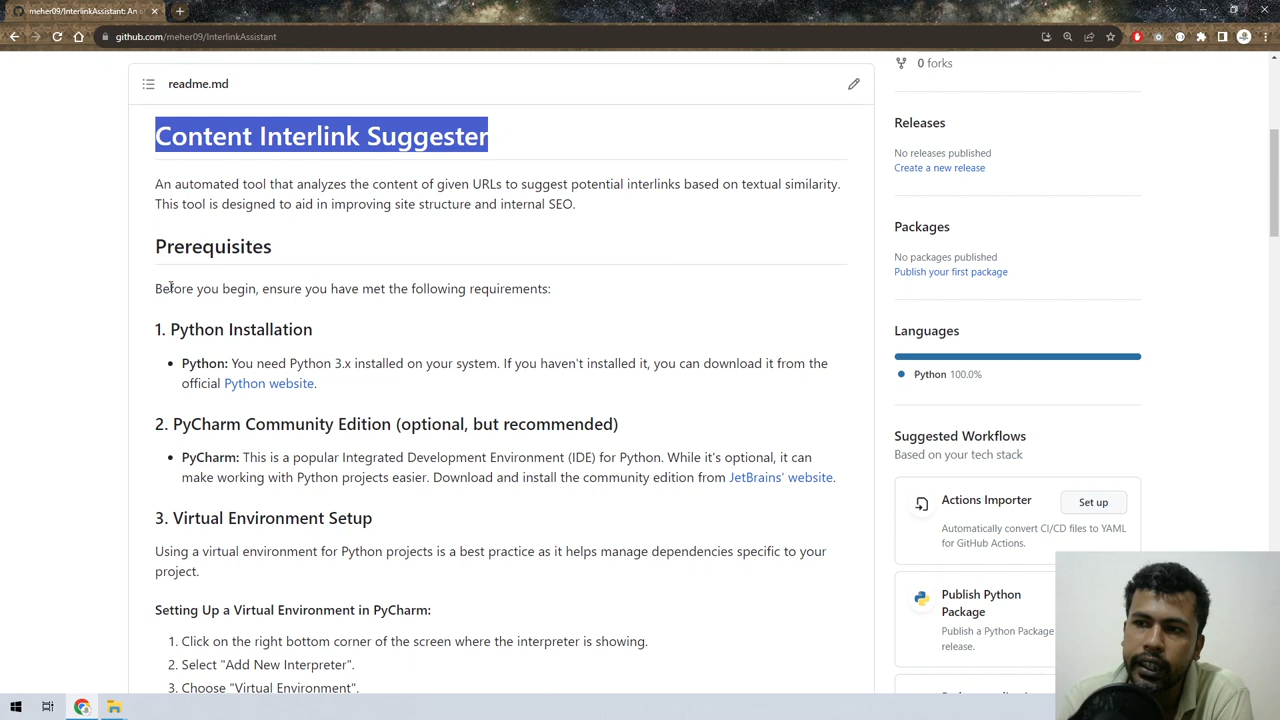 meher09/InterlinkAssistant: An
github.com/meher09/InterlinkAssistant
readme.md
Content Interlink Suggester
An automated tool that analyzes the content of given URLs to suggest potential interlinks based on textual similarity.
This tool is designed to aid in improving site structure and internal SEO.
Prerequisites
Before you begin, ensure you have met the following requirements:
1. Python Installation
Python: You need Python 3.x installed on your system. If you haven't installed it, you can download it from the
official Python website.
2. PyCharm Community Edition (optional, but recommended)
PyCharm: This is a popular Integrated Development Environment (IDE) for Python. While it's optional, it can
make working with Python projects easier. Download and install the community edition from JetBrains' website.
3. Virtual Environment Setup
Using a virtual environment for Python projects is a best practice as it helps manage dependencies specific to your
project.
Setting Up a Virtual Environment in PyCharm:
1. Click on the right bottom corner of the screen where the interpreter is showing.
2. Select "Add New Interpreter".
3. Choose "Virtual Environment".
0 forks
Releases
No releases published
Create a new release
Packages
No packages published
Publish your first package
Languages
Python 100.0%
Suggested Workflows
Based on your tech stack
Actions Importer
Set up
Automatically convert CI/CD files to YAML
for GitHub Actions.
Publish Python
Package
Publish a Python Package
release.